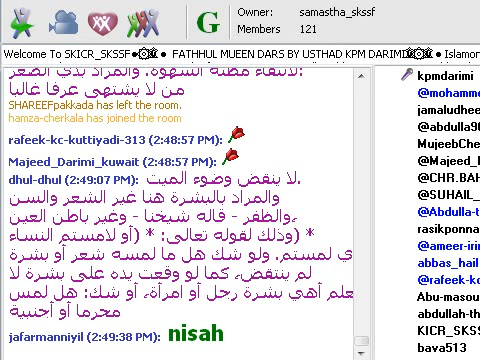 Owner: samastha_skssf
G Members 121
Welcome To SKICR_SKSSF FATHHUL MUEEN DARS BY USTHAD KPM DARIMI Islamon
لانتفاء مظنة الشهوة. والمراد بذي الصغر
من لا يشتهى عرفا غالبا
SHAREEFpakkada has left the room.
hamza-cherkala has joined the room
rafeek-kc-kuttiyadi-313 (2:48:57 PM):
Majeed_Darimi_kuwait (2:48:57 PM):
dhul-dhul (2:49:07 PM): لا ينقض وضوء الميت.
والمراد بالبشرة هنا غير الشعر والسن
والظفر - قاله شيخنا - وغير باطن العين،
وذلك لقوله تعالى: * (أو لامستم النساء) *
ي لمستم. ولو شك هل ما لمسه شعر أو بشرة
لم ينتقض، كما لو وقعت يده على بشرة لا
علم أهي بشرة رجل أو امرأة، أو شك: هل لمس
محرما أو أجنبية
jafarmanniyil (2:49:38 PM): nisah
kpmdarimi
@mohamme
jamaludhee
@abdulla90
MujeebChe
@Majeed_I
@CHR.BAH
@SUHAIL_
@Abdulla-t
rasikponna
@ameer-irin
abbas_hail
@rafeek-kc
Abu-masou
abdullah-th
KICR_SKSSF
bava513